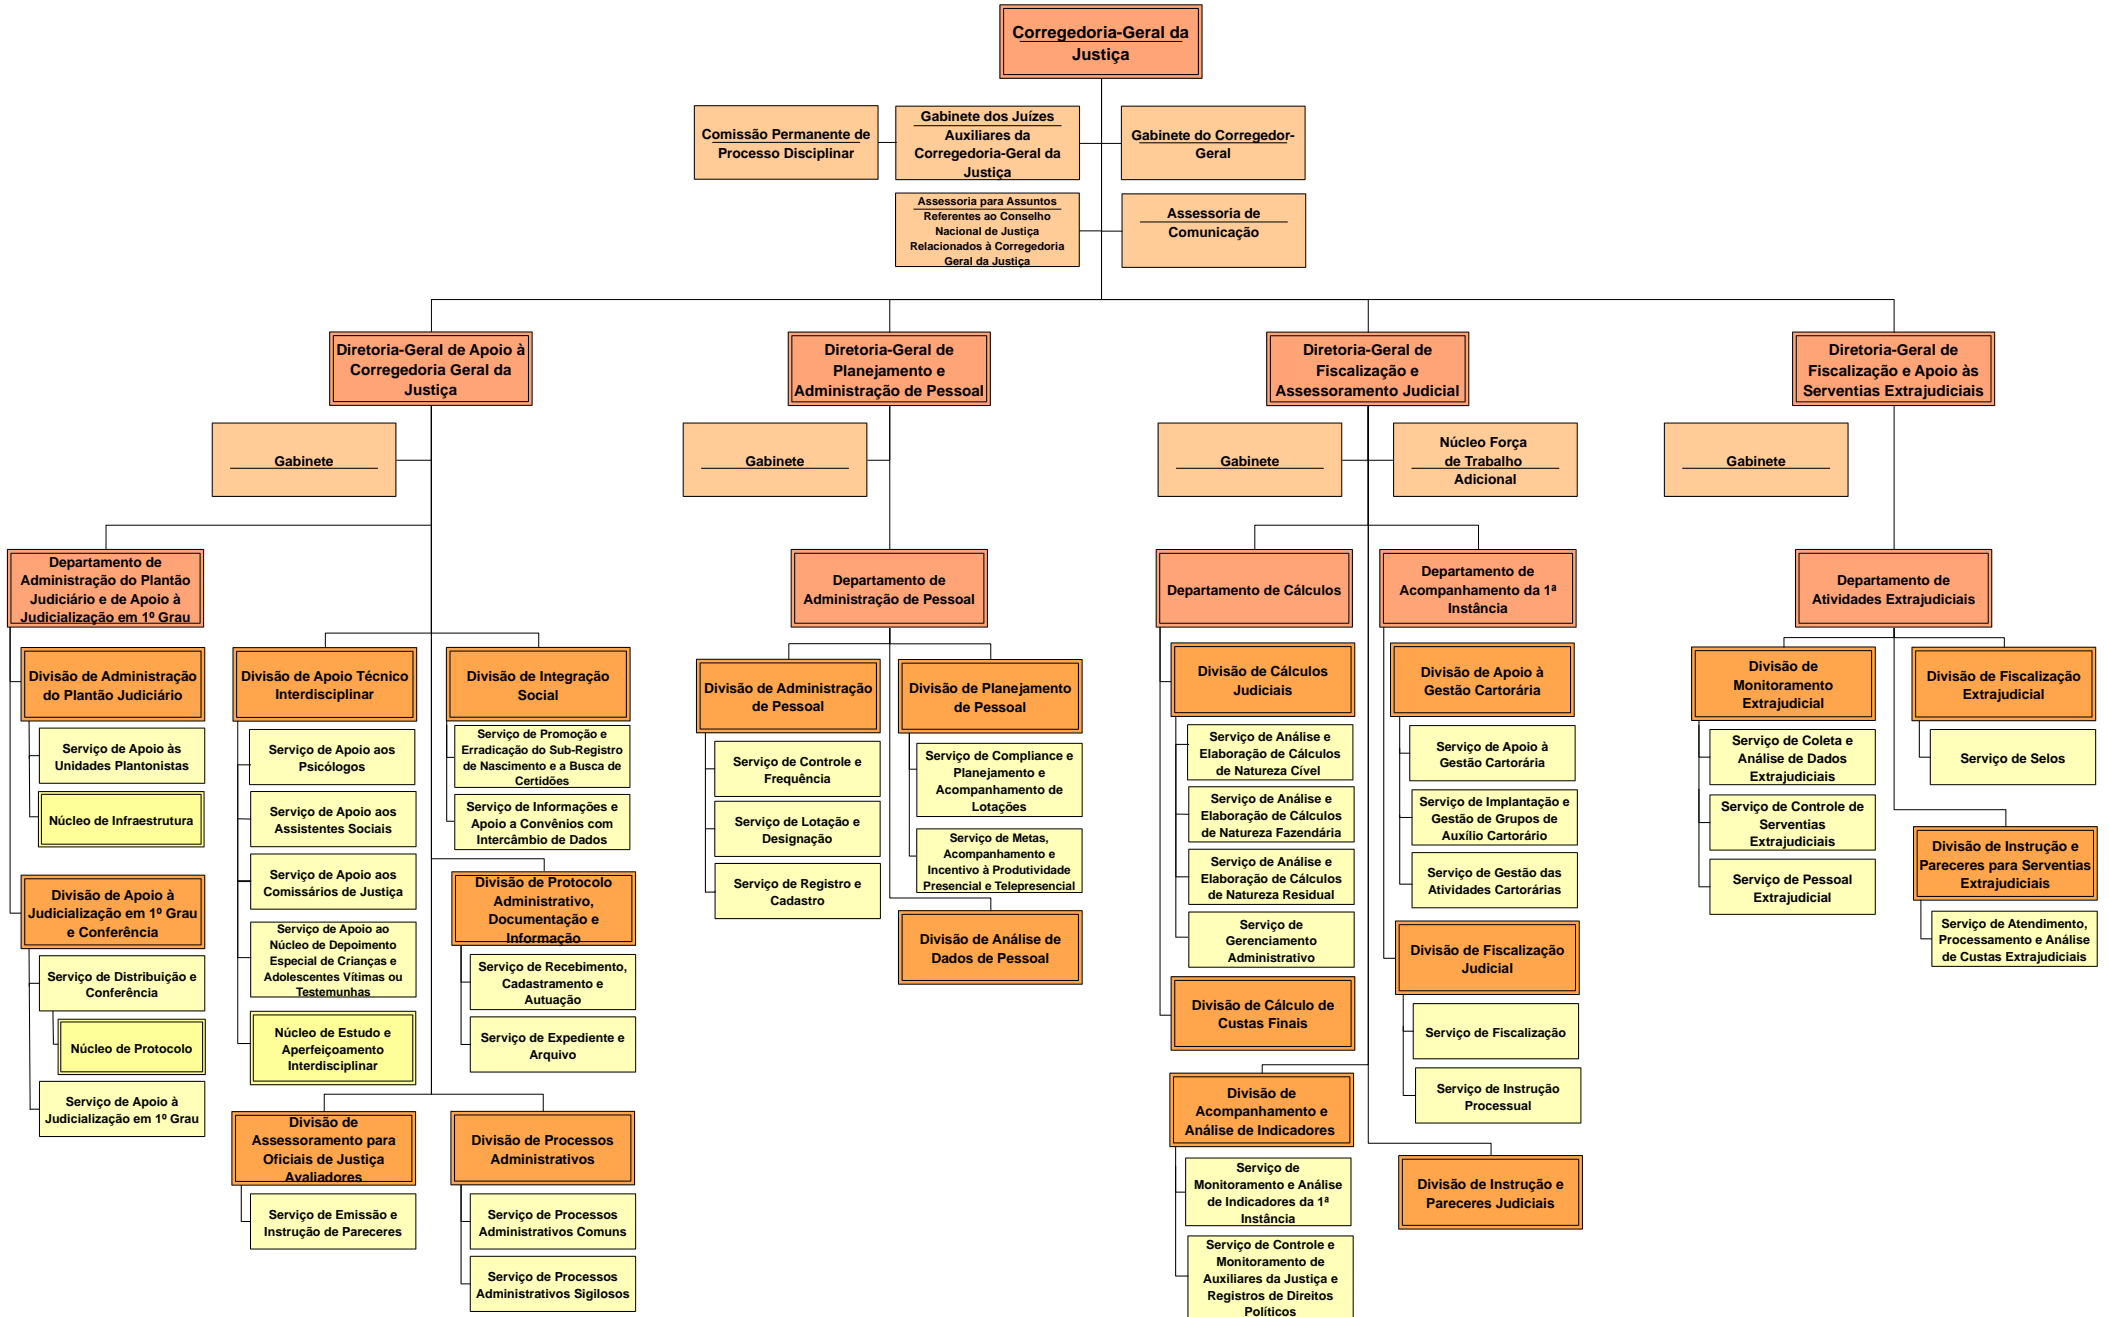 Corregedoria-Geral da
Justiça
Comissão Permanente de
Processo Disciplinar
Gabinete dos Juízes
Auxiliares da
Corregedoria-Geral da
Justiça
Gabinete do Corregedor-
Geral
Assessoria para Assuntos
Referentes ao Conselho
Nacional de Justiça
Relacionados à Corregedoria
Geral da Justiça
Assessoria de
Comunicação
Diretoria-Geral de Apoio à
Corregedoria Geral da
Justiça
Diretoria-Geral de
Planejamento e
Administração de Pessoal
Diretoria-Geral de
Fiscalização e
Assessoramento Judicial
Diretoria-Geral de
Fiscalização e Apoio às
Serventias Extrajudiciais
Gabinete
Gabinete
Gabinete
Núcleo Força
de Trabalho
Adicional
Gabinete
Departamento de
Administração do Plantão
Judiciário e de Apoio à
Judicialização em 1º Grau
Divisão de Administração
do Plantão Judiciário
Serviço de Apoio às
Unidades Plantonistas
Núcleo de Infraestrutura
Divisão de Apoio à
Judicialização em 1º Grau
e Conferência
Serviço de Distribuição e
Conferência
Núcleo de Protocolo
Serviço de Apoio à
Judicialização em 1º Grau
Divisão de Apoio Técnico
Interdisciplinar
Serviço de Apoio aos
Psicólogos
Serviço de Apoio aos
Assistentes Sociais
Serviço de Apoio aos
Comissários de Justiça
Serviço de Apoio ao
Núcleo de Depoimento
Especial de Crianças e
Adolescentes Vítimas ou
Testemunhas
Núcleo de Estudo e
Aperfeiçoamento
Interdisciplinar
Divisão de Integração
Social
Serviço de Promoção e
Erradicação do Sub-Registro
de Nascimento e a Busca de
Certidões
Serviço de Informações e
Apoio a Convênios com
Intercâmbio de Dados
Divisão de Protocolo
Administrativo,
Documentação e
Informação
Serviço de Recebimento,
Cadastramento e
Autuação
Serviço de Expediente e
Arquivo
Divisão de
Assessoramento para
Oficiais de Justiça
Avaliadores
Serviço de Emissão e
Instrução de Pareceres
Divisão de Processos
Administrativos
Serviço de Processos
Administrativos Comuns
Serviço de Processos
Administrativos Sigilosos
Departamento de
Administração de Pessoal
Divisão de Administração
de Pessoal
Serviço de Controle e
Frequência
Serviço de Lotação e
Designação
Serviço de Registro e
Cadastro
Divisão de Planejamento
de Pessoal
Serviço de Compliance e
Planejamento e
Acompanhamento de
Lotações
Serviço de Metas,
Acompanhamento e
Incentivo à Produtividade
Presencial e Telepresencial
Divisão de Análise de
Dados de Pessoal
Departamento de Cálculos
Divisão de Cálculos
Judiciais
Serviço de Análise e
Elaboração de Cálculos
de Natureza Cível
Serviço de Análise e
Elaboração de Cálculos
de Natureza Fazendária
Serviço de Análise e
Elaboração de Cálculos
de Natureza Residual
Serviço de
Gerenciamento
Administrativo
Divisão de Cálculo de
Custas Finais
Departamento de
Acompanhamento da 1ª
Instância
Divisão de Apoio à
Gestão Cartorária
Serviço de Apoio à
Gestão Cartorária
Serviço de Implantação e
Gestão de Grupos de
Auxílio Cartorário
Serviço de Gestão das
Atividades Cartorárias
Divisão de Fiscalização
Judicial
Serviço de Fiscalização
Serviço de Instrução
Processual
Divisão de
Acompanhamento e
Análise de Indicadores
Serviço de
Monitoramento e Análise
de Indicadores da 1ª
Instância
Serviço de Controle e
Monitoramento de
Auxiliares da Justiça e
Registros de Direitos
Políticos
Divisão de Instrução e
Pareceres Judiciais
Departamento de
Atividades Extrajudiciais
Divisão de
Monitoramento
Extrajudicial
Serviço de Coleta e
Análise de Dados
Extrajudiciais
Serviço de Controle de
Serventias
Extrajudiciais
Serviço de Pessoal
Extrajudicial
Divisão de Fiscalização
Extrajudicial
Serviço de Selos
Divisão de Instrução e
Pareceres para Serventias
Extrajudiciais
Serviço de Atendimento,
Processamento e Análise
de Custas Extrajudiciais